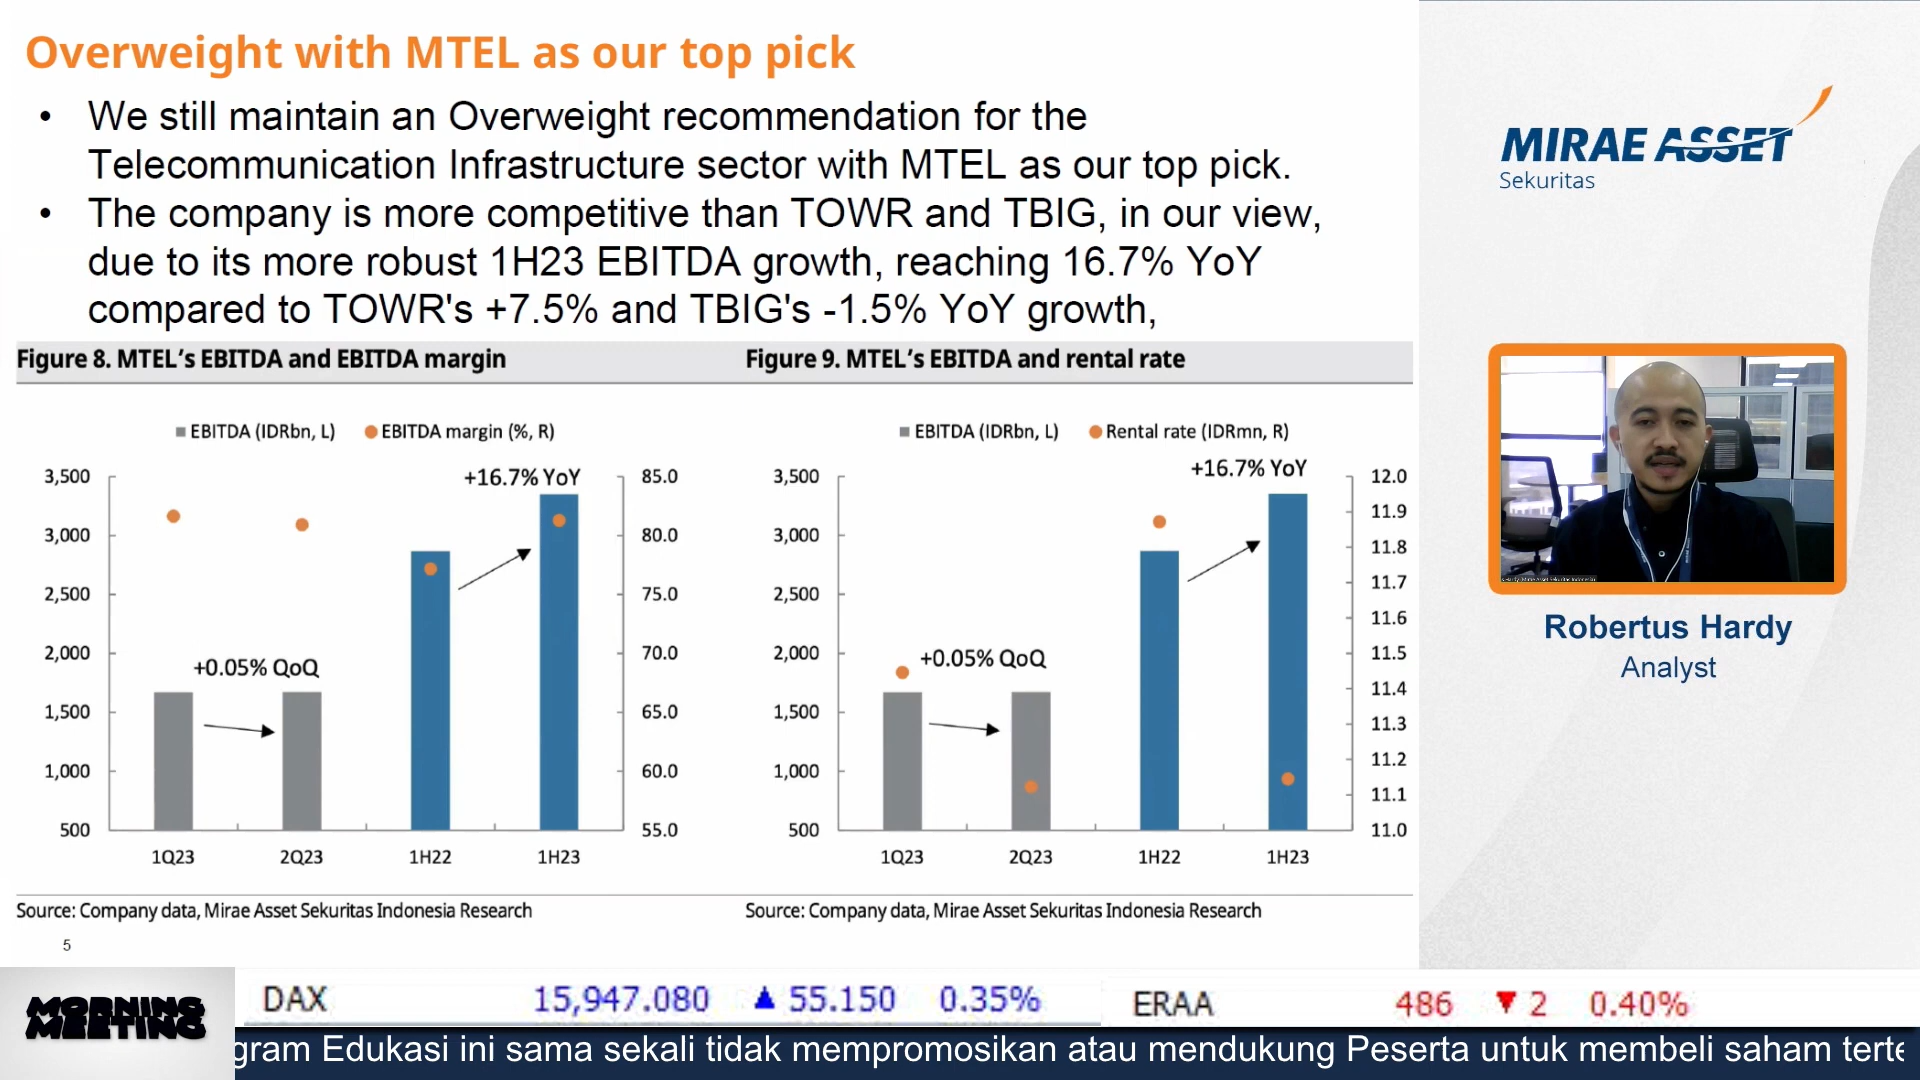 Overweight with MTEL as our top pick
• We still maintain an Overweight recommendation for the
Telecommunication Infrastructure sector with MTEL as our top pick.
• The company is more competitive than TOWR and TBIG, in our view,
due to its more robust 1H23 EBITDA growth, reaching 16.7% YoY
compared to TOWR's +7.5% and TBIG's -1.5% YoY growth,
Figure 8. MTEL's EBITDA and EBITDA margin
EBITDA (IDRbn, L) EBITDA margin (%, R)
+16.7% YoY
+0.05% QoQ
3,500
3,000
2,500
2,000
1,500
1,000
500
85.0
80.0
75.0
70.0
65.0
60.0
55.0
1Q23 2Q23 1H22 1H23
Source: Company data, Mirae Asset Sekuritas Indonesia Research
Figure 9. MTEL's EBITDA and rental rate
EBITDA (IDRbn, L) Rental rate (IDRmn, R)
+16.7% YoY
+0.05% QoQ
3,500
3,000
2,500
2,000
1,500
1,000
500
12.0
11.9
11.8
11.7
11.6
11.5
11.4
11.3
11.2
11.1
11.0
1Q23 2Q23 1H22 1H23
Source: Company data, Mirae Asset Sekuritas Indonesia Research
5
MIRAE ASSET
Sekuritas
Robertus Hardy
Analyst
MORNING
MEETING
DAX 15,947.080 ▲ 55.150 0.35% ERAA 486 ▼ 2 0.40%
gram Edukasi ini sama sekali tidak mempromosikan atau mendukung Peserta untuk membeli saham terte